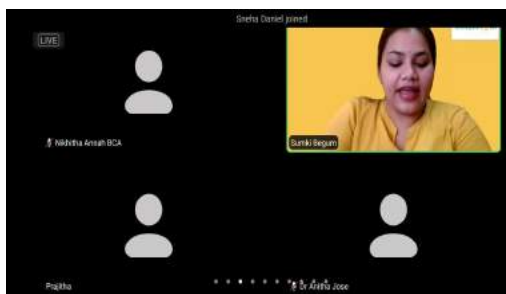 Sneha Daniel joined
LIVE
Nikhitha Annah BCA
Sumki Begum
Prajitha
Dr Anitha Jose